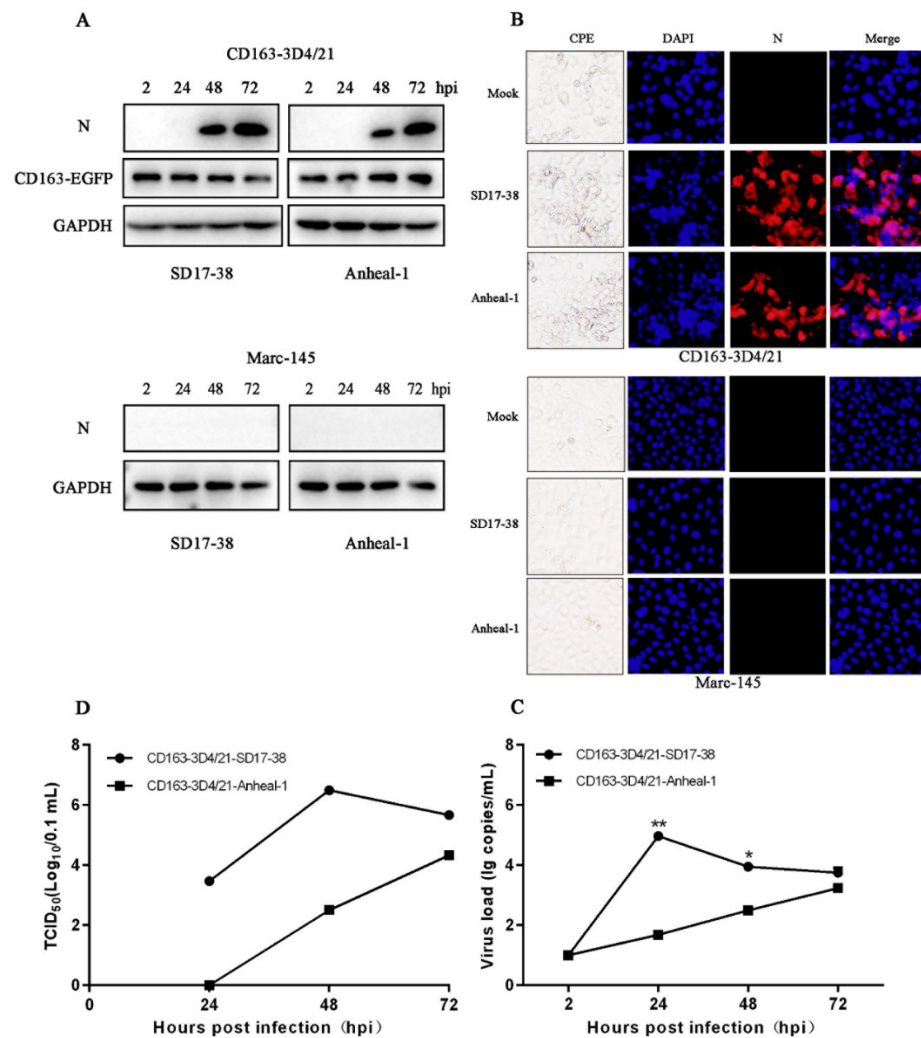 A
CD163-3D4/21
2 24 48 72 hpi 2 24 48 72
N
CD163-EGFP
GAPDH
SD17-38 Anheal-1
Marc-145
2 24 48 72 hpi 2 24 48 72
N
GAPDH
SD17-38 Anheal-1
B
CPE DAPI N Merge
Mock
SD17-38
Anheal-1
CD163-3D4/21
Mock
SD17-38
Anheal-1
Marc-145
D
CD163-3D4/21-SD17-38
CD163-3D4/21-Anheal-1
TCID50(Log10/0.1 mL)
8
6
4
2
0
0 24 48 72
Hours post infection (hpi)
C
CD163-3D4/21-SD17-38
CD163-3D4/21-Anheal-1
Virus load (lg copies/mL)
8
6
4
2
0
**
*
2 24 48 72
Hours post infection (hpi)